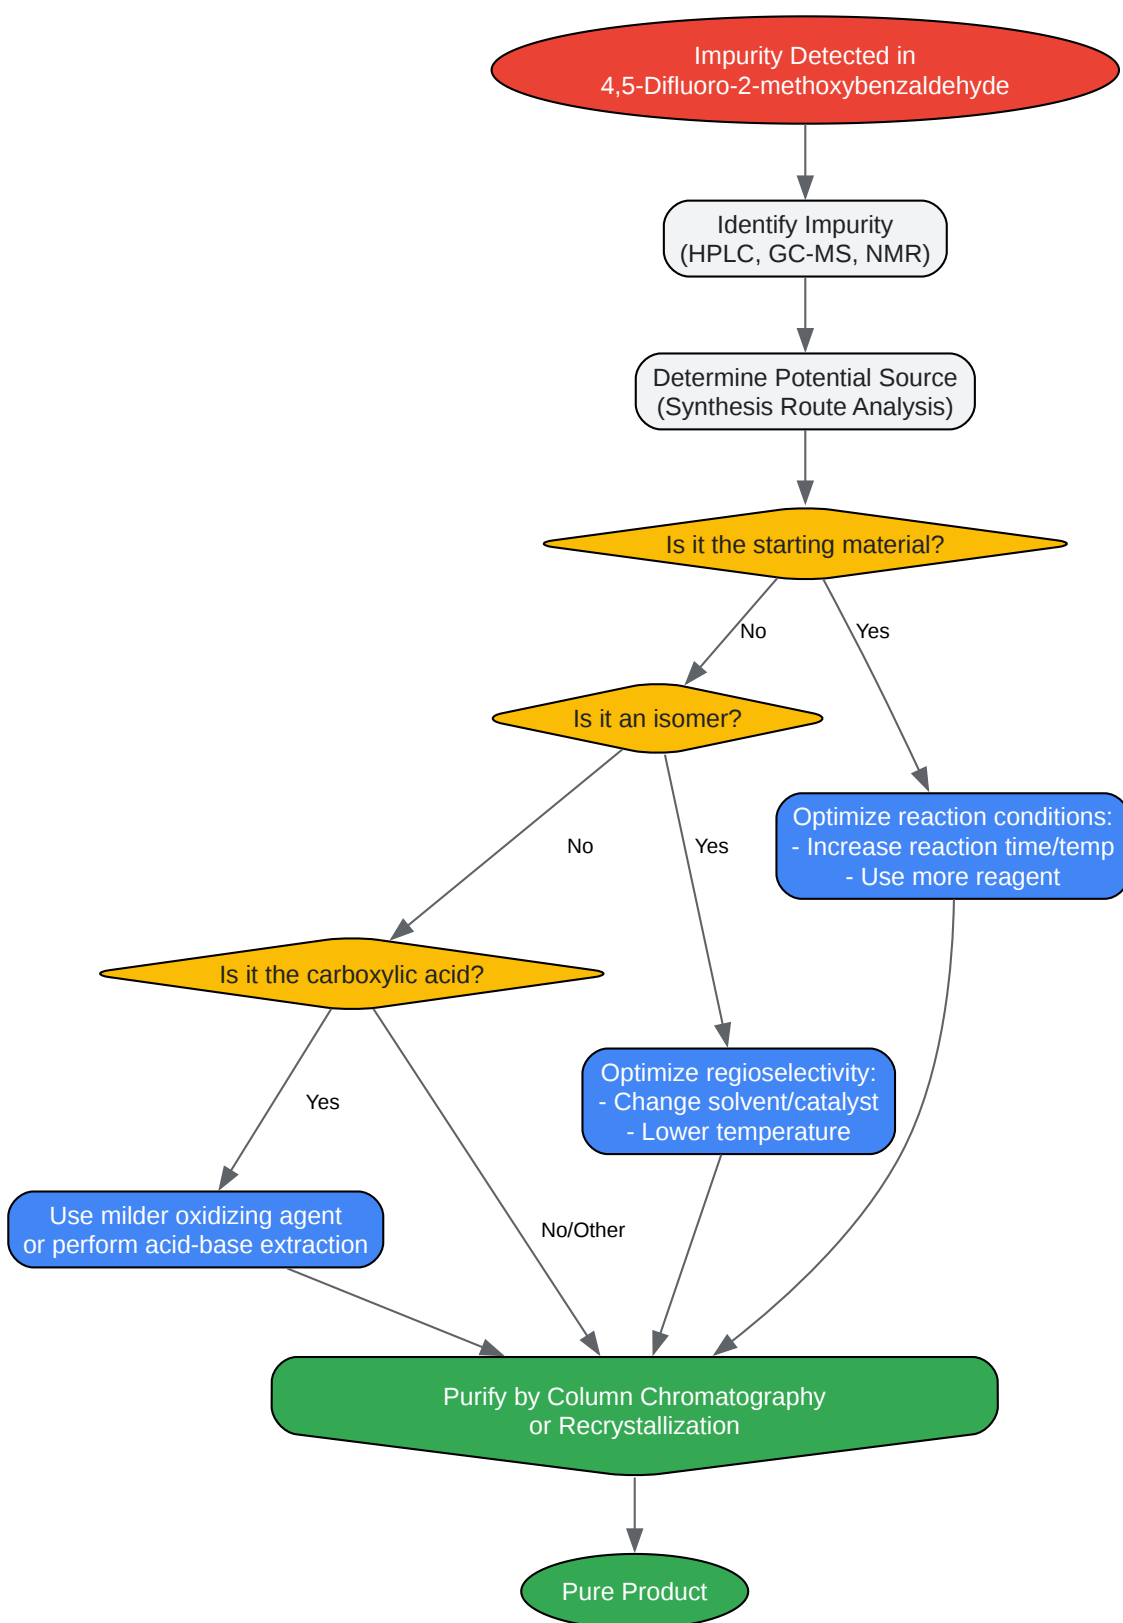 Impurity Detected in
4,5-Difluoro-2-methoxybenzaldehyde
Identify Impurity
(HPLC, GC-MS, NMR)
Determine Potential Source
(Synthesis Route Analysis)
Is it the starting material?
No
Yes
Is it an isomer?
Optimize reaction conditions:
- Increase reaction time/temp
- Use more reagent
No
Yes
Is it the carboxylic acid?
Optimize regioselectivity:
- Change solvent/catalyst
- Lower temperature
Yes
Use milder oxidizing agent
or perform acid-base extraction
No/Other
Purify by Column Chromatography
or Recrystallization
Pure Product